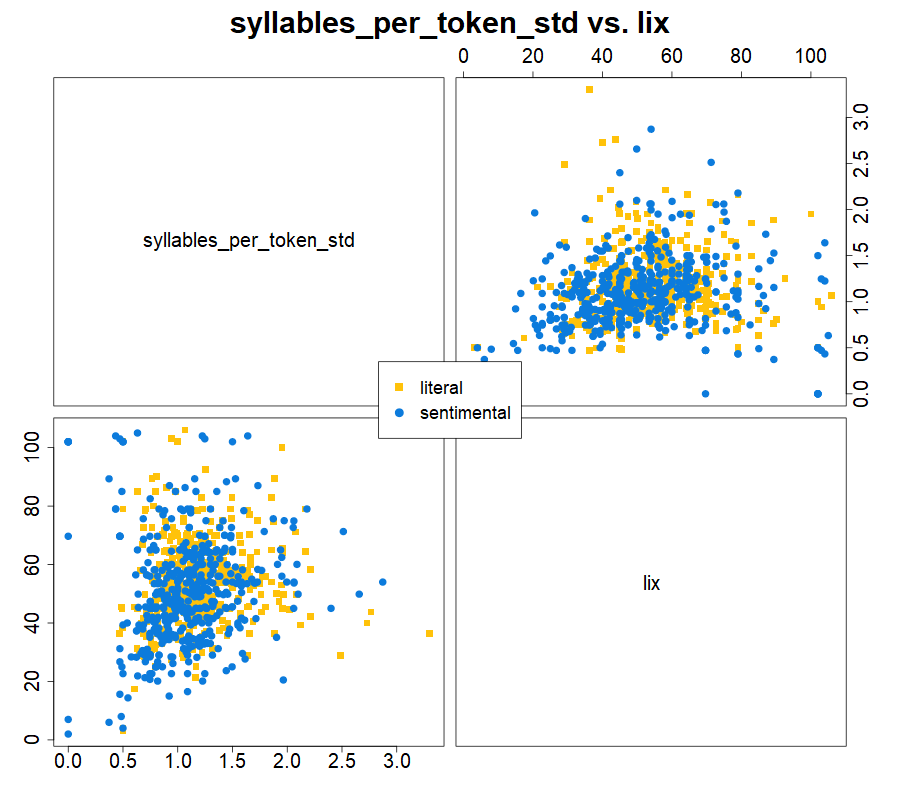 syllables_per_token_std vs. lix
0 20 40 60 80 100
syllables_per_token_std
0.0 0.5 1.0 1.5 2.0 2.5 3.0
literal
sentimental
0 20 40 60 80 100
lix
0.0 0.5 1.0 1.5 2.0 2.5 3.0